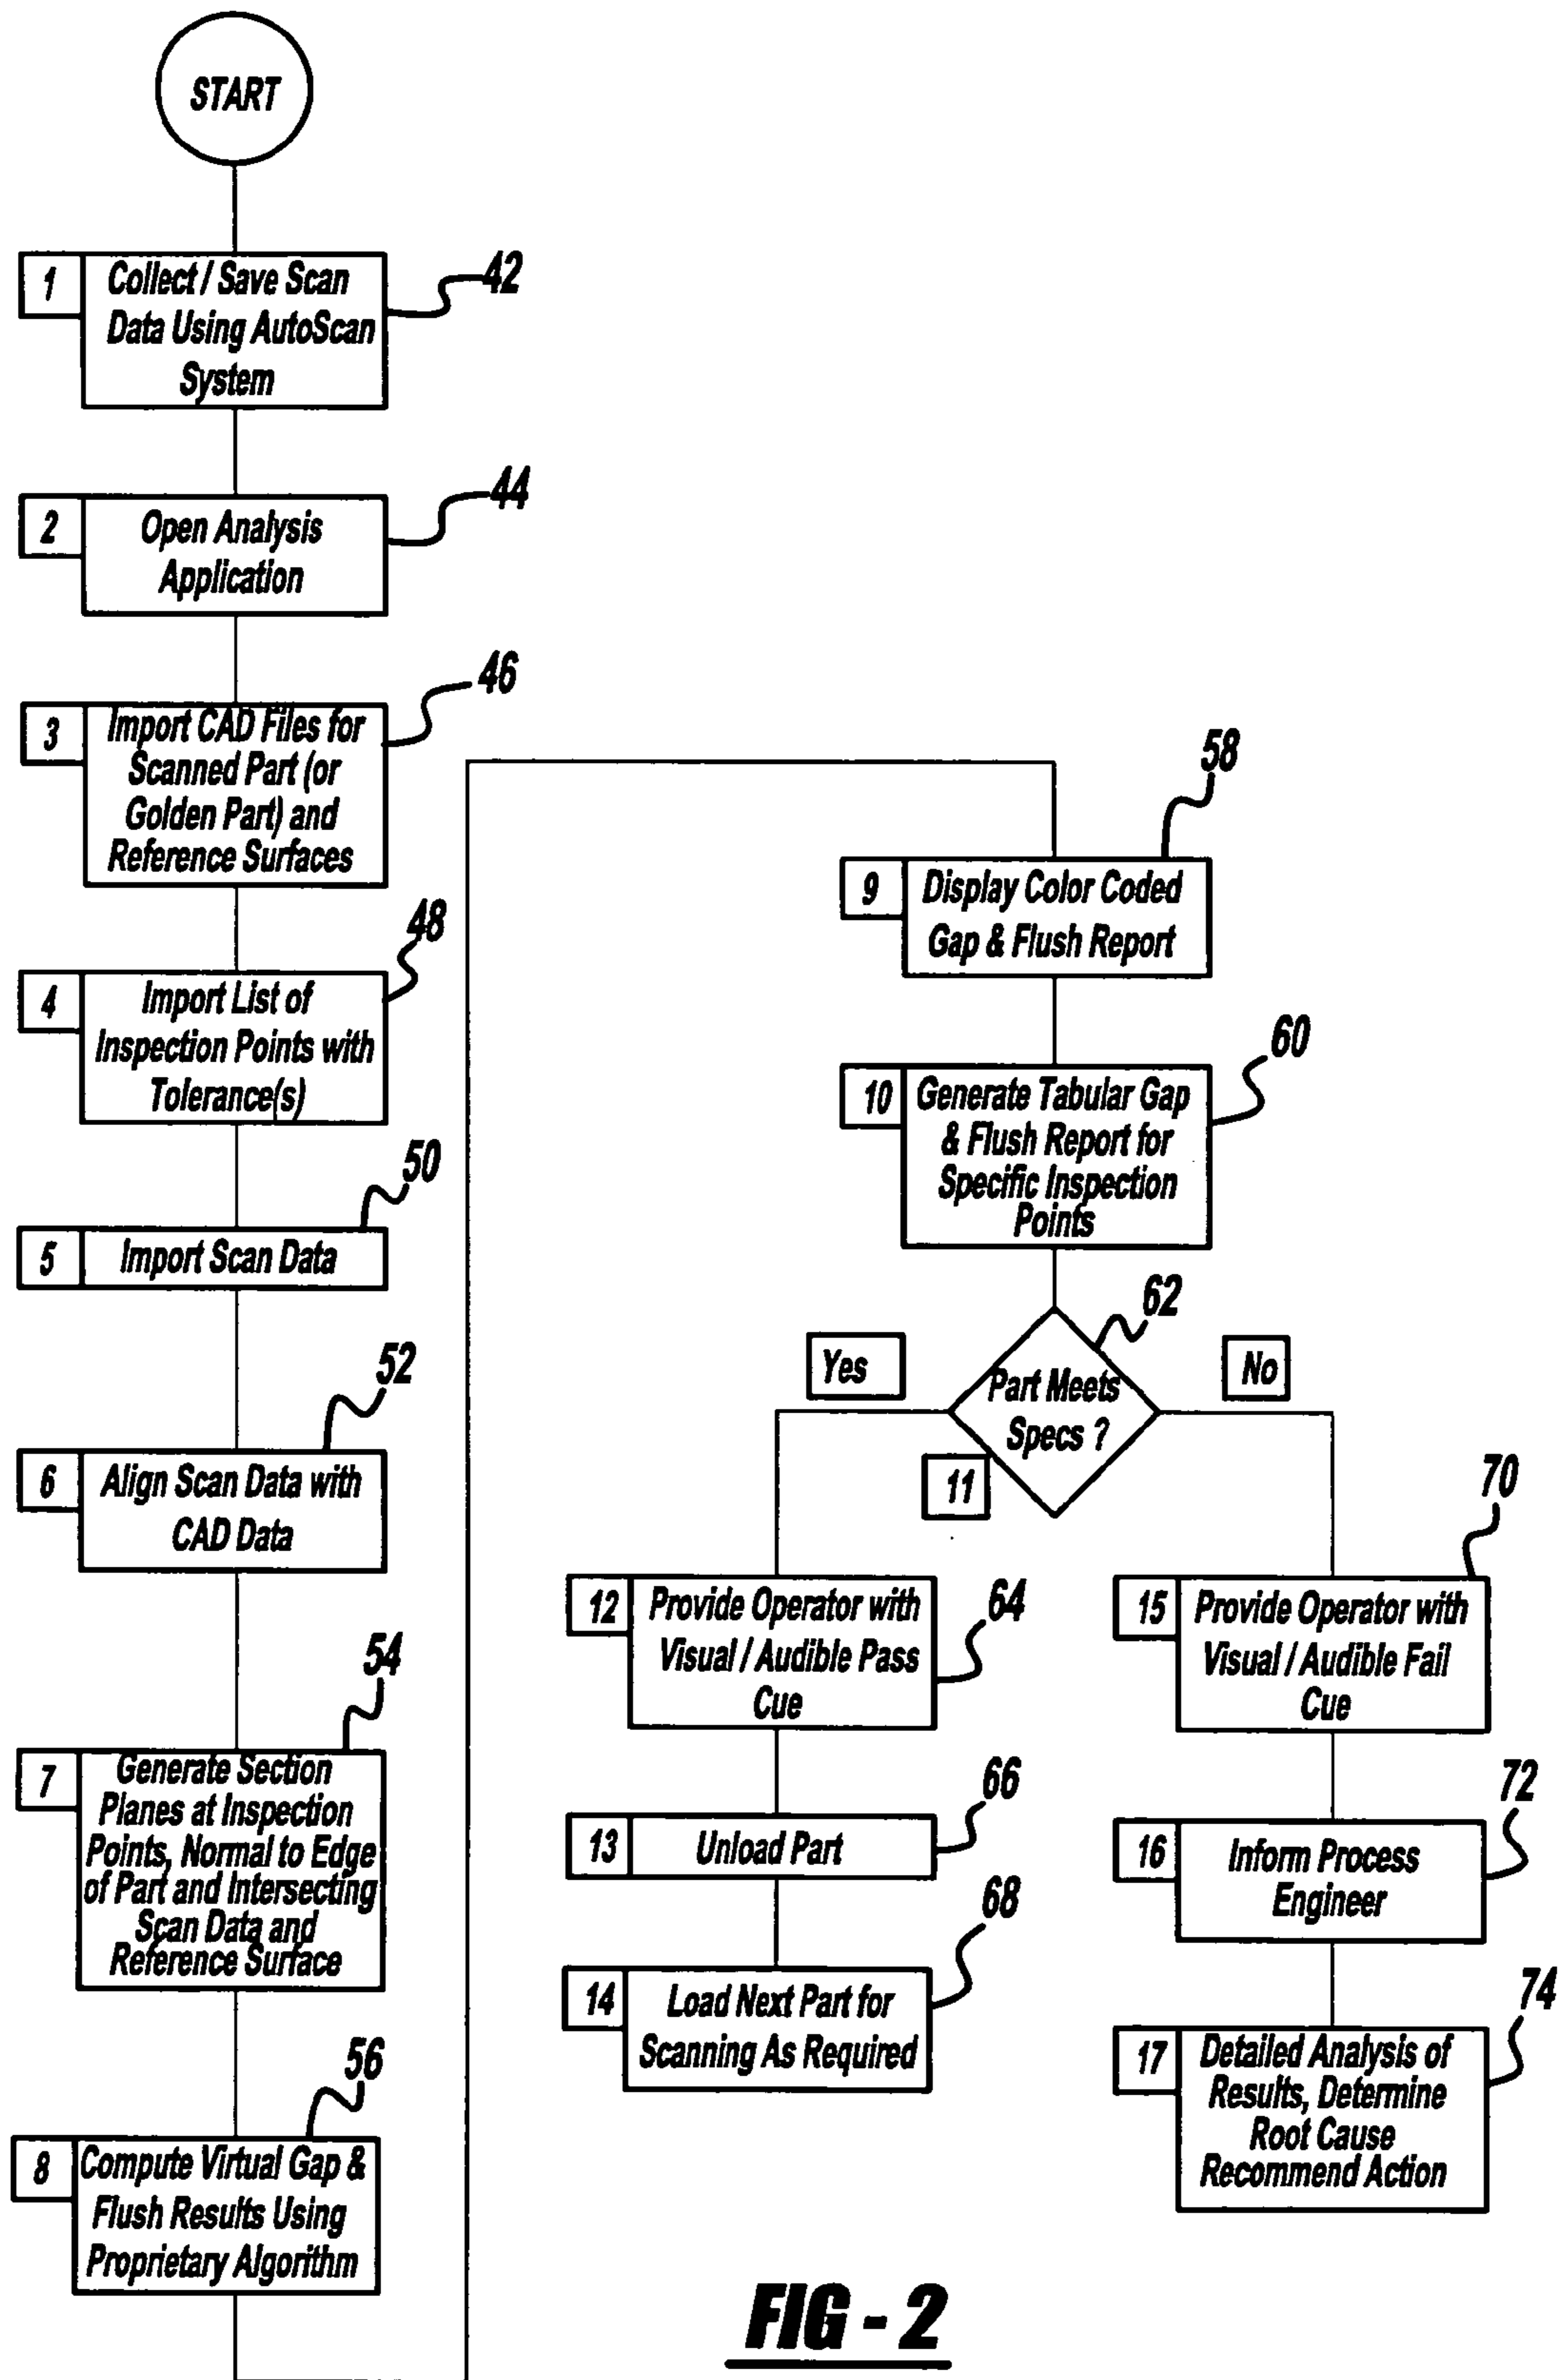 START
1
Collect / Save Scan
Data Using AutoScan
System
42
2
Open Analysis
Application
44
3
Import CAD Files for
Scanned Part (or
Golden Part) and
Reference Surfaces
46
4
Import List of
Inspection Points with
Tolerance(s)
48
5
Import Scan Data
50
6
Align Scan Data with
CAD Data
52
7
Generate Section
Planes at Inspection
Points, Normal to Edge
of Part and Intersecting
Scan Data and
Reference Surface
54
8
Compute Virtual Gap &
Flush Results Using
Proprietary Algorithm
56
9
Display Color Coded
Gap & Flush Report
58
10
Generate Tabular Gap
& Flush Report for
Specific Inspection
Points
60
Part Meets
Specs ?
62
11
Yes
No
12
Provide Operator with
Visual / Audible Pass
Cue
64
13
Unload Part
66
14
Load Next Part for
Scanning As Required
68
15
Provide Operator with
Visual / Audible Fail
Cue
70
16
Inform Process
Engineer
72
17
Detailed Analysis of
Results, Determine
Root Cause
Recommend Action
74
FIG - 2